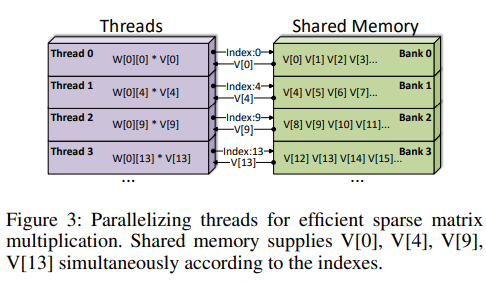 Threads Shared Memory
Thread 0 W[0][0] * V[0] Index:0 V[0] V[0] V[1] V[2] V[3]... Bank 0
Thread 1 W[0][4] * V[4] Index:4 V[4] V[4] V[5] V[6] V[7]... Bank 1
Thread 2 W[0][9] * V[9] Index:9 V[9] V[8] V[9] V[10] V[11]... Bank 2
Thread 3 W[0][13] * V[13] Index:13 V[13] V[12] V[13] V[14] V[15]... Bank 3
... ...
Figure 3: Parallelizing threads for efficient sparse matrix
multiplication. Shared memory supplies V[0], V[4], V[9],
V[13] simultaneously according to the indexes.